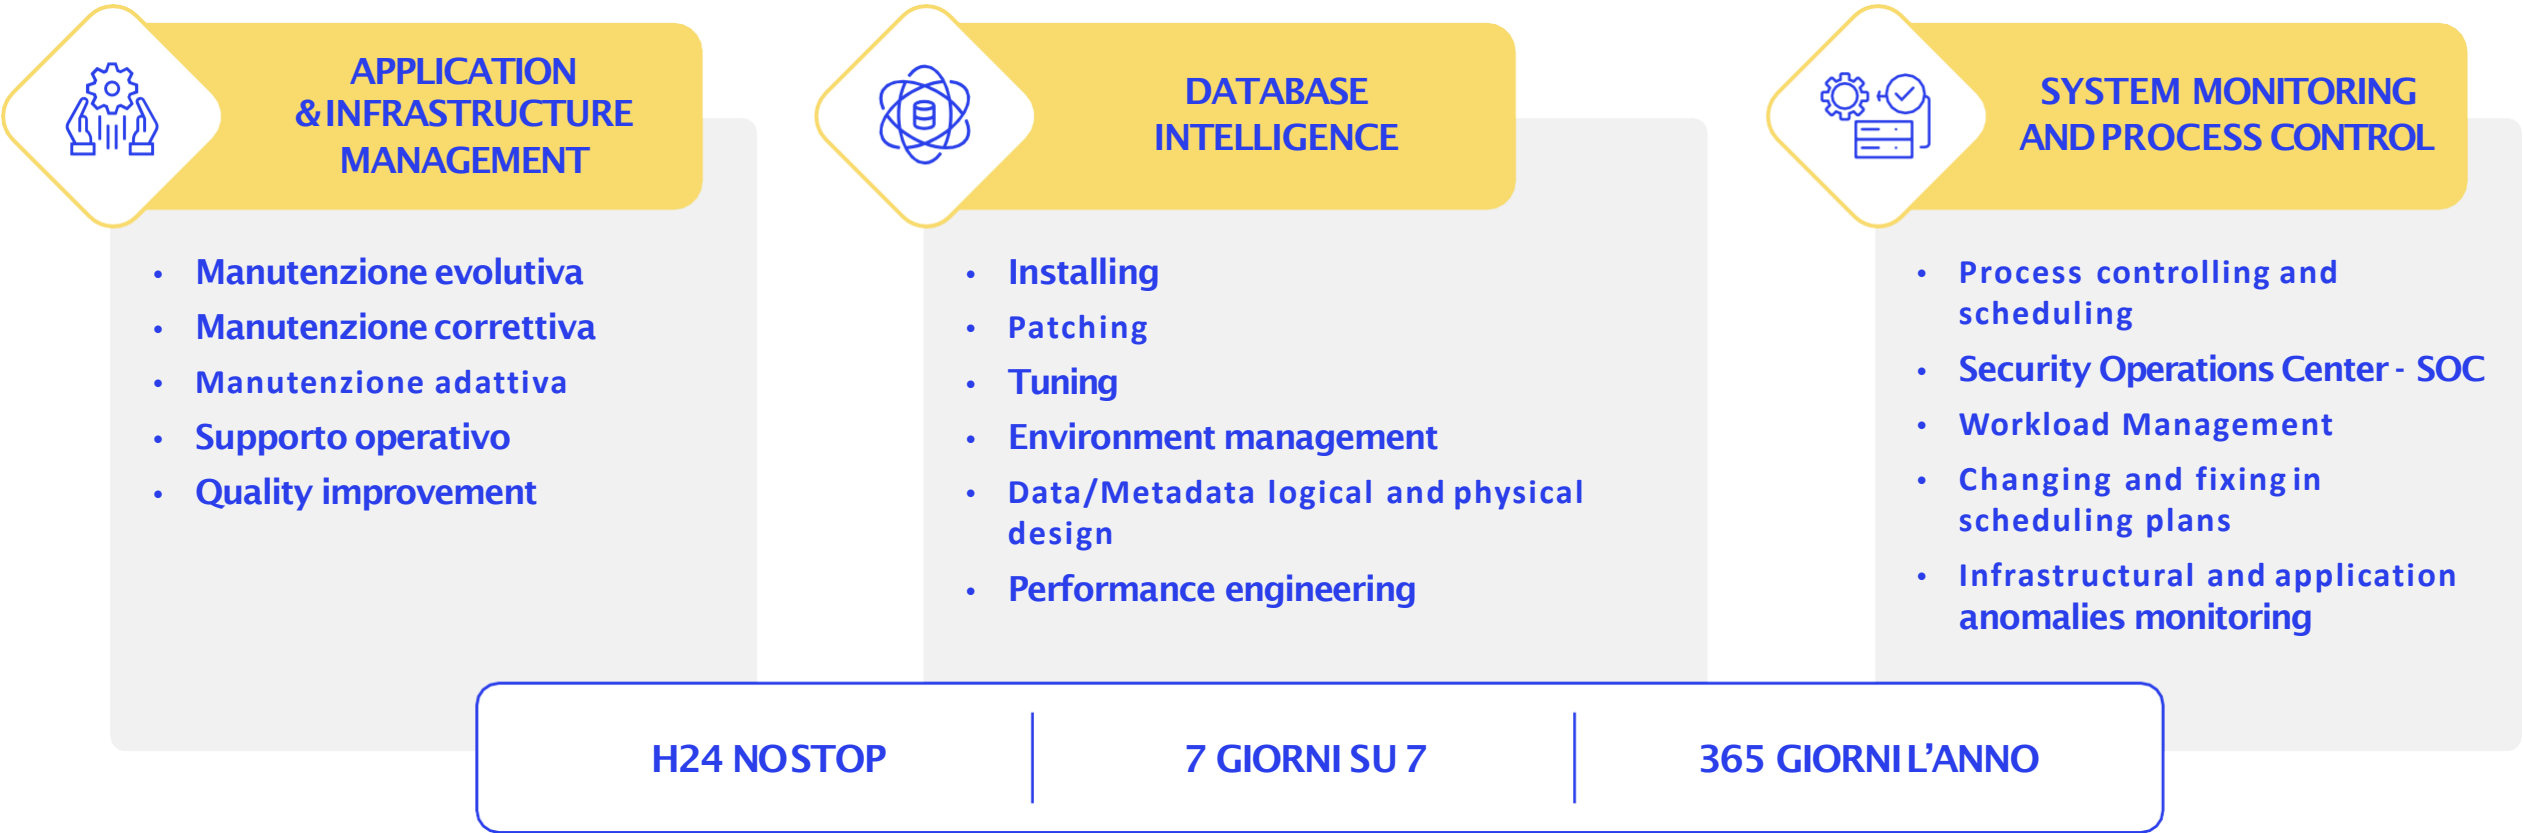 APPLICATION
& INFRASTRUCTURE
MANAGEMENT
• Manutenzione evolutiva
• Manutenzione correttiva
• Manutenzione adattiva
• Supporto operativo
• Quality improvement
DATABASE
INTELLIGENCE
• Installing
• Patching
• Tuning
• Environment management
• Data/Metadata logical and physical
design
• Performance engineering
SYSTEM MONITORING
AND PROCESS CONTROL
• Process controlling and
scheduling
• Security Operations Center - SOC
• Workload Management
• Changing and fixing in
scheduling plans
• Infrastructural and application
anomalies monitoring
H24 NO STOP
7 GIORNI SU 7
365 GIORNI L’ANNO